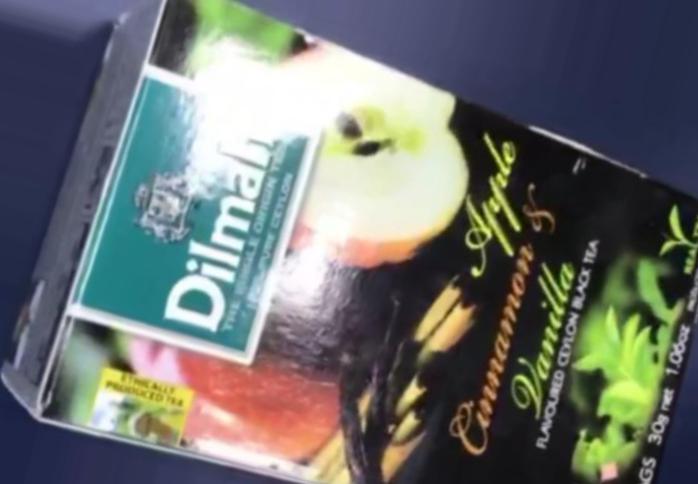 Dilmah
THE SINGLE ORIGIN TEA
CEYLON
ETHICALLY
PRODUCED TEA
Apple
Cinnamon &
Vanilla
FLAVOURED CEYLON BLACK TEA
30g net 1.06oz